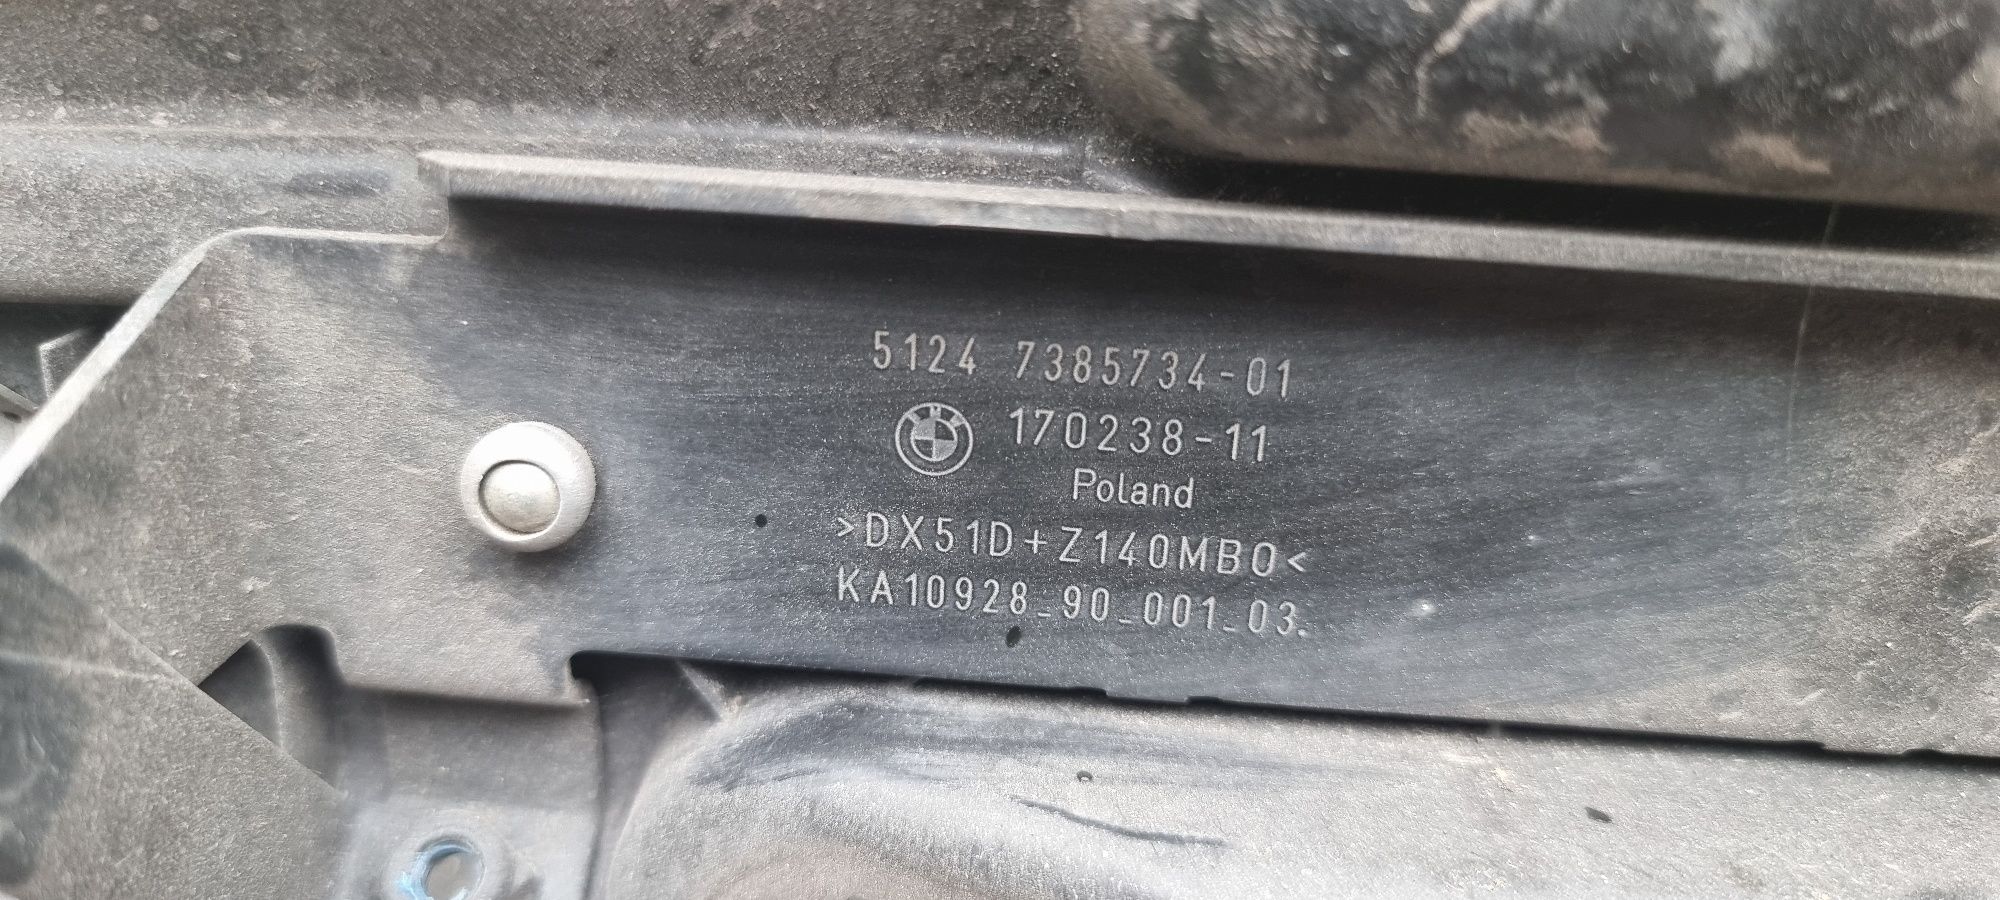 5124 7385734-01
170238-11
Poland
>DX51D+Z140MBO<
KA10928_90_001_03.